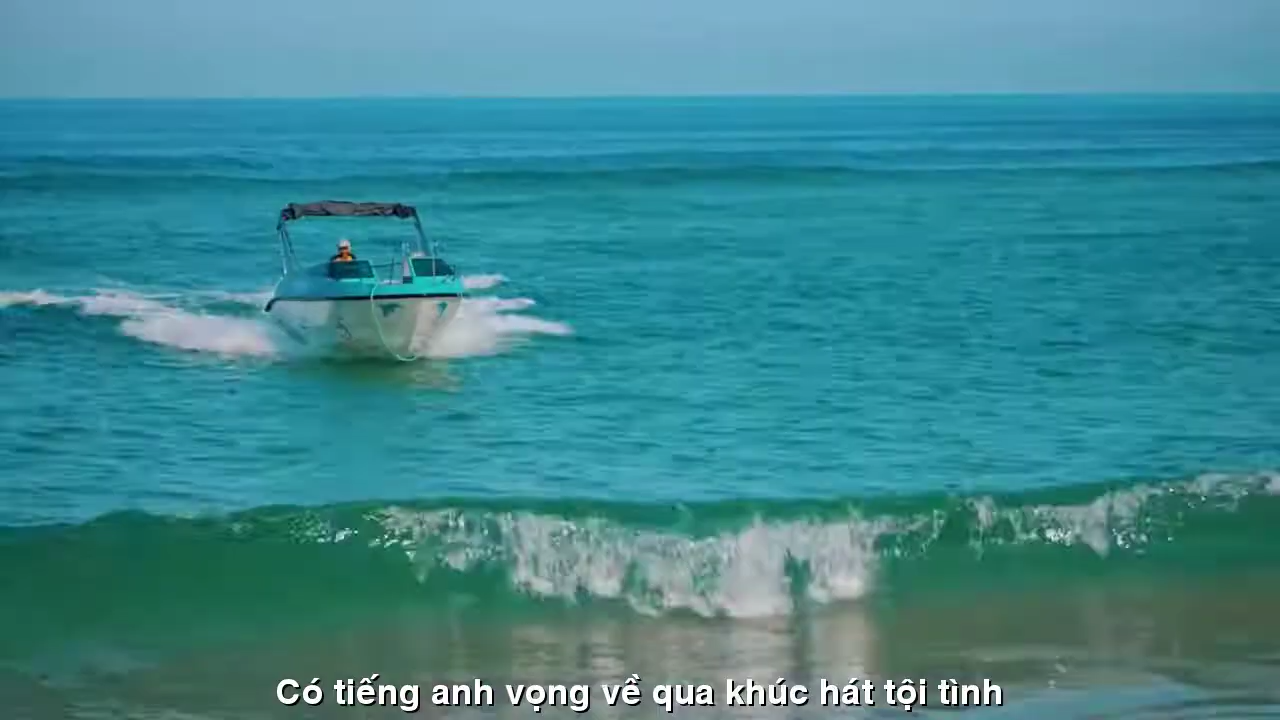 Có tiếng anh vọng về qua khúc hát tội tình